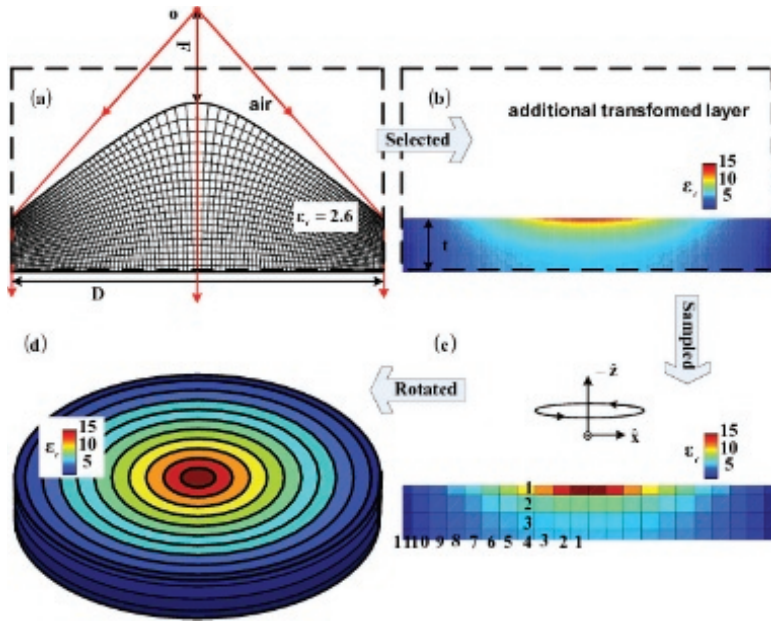 o
F
(a)
air
εr = 2.6
D
Selected
(b)
additional transfomed layer
εr
15
10
5
t
Sampled
(d)
εr
15
10
5
Rotated
(c)
-ẑ
x̂
εr
15
10
5
1
2
3
11 10 9 8 7 6 5 4 3 2 1